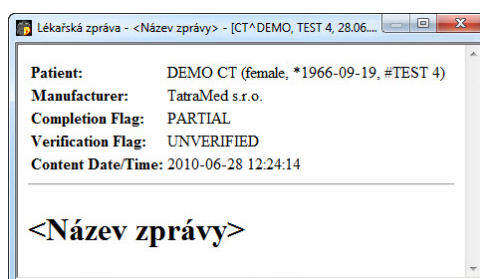 Lékařská zpráva - <Název zprávy> - [CT^DEMO, TEST 4, 28.06....
Patient: DEMO CT (female, *1966-09-19, #TEST 4)
Manufacturer: TatraMed s.r.o.
Completion Flag: PARTIAL
Verification Flag: UNVERIFIED
Content Date/Time: 2010-06-28 12:24:14
<Název zprávy>